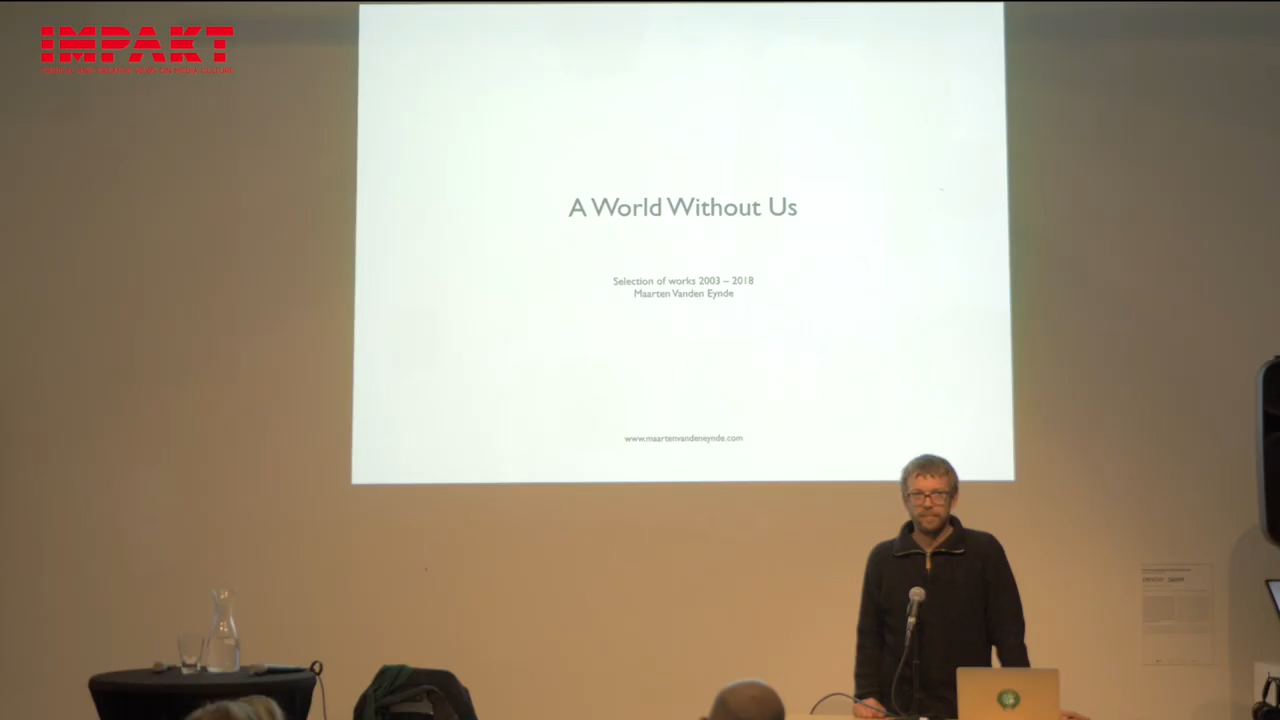 IMPAKT
A World Without Us
Selection of works 2003 – 2018
Maarten Vanden Eynde
www.maartenvandeneynde.com